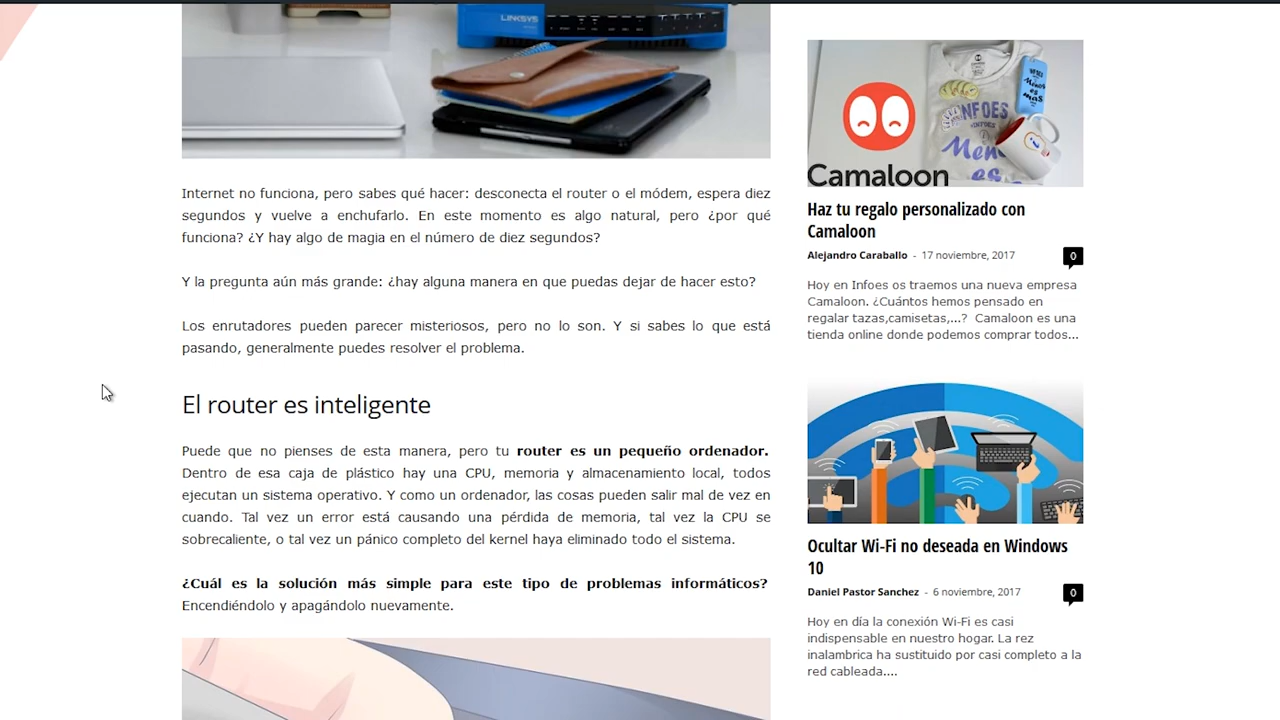 LINKSYS
Internet no funciona, pero sabes qué hacer: desconecta el router o el módem, espera diez
segundos y vuelve a enchufarlo. En este momento es algo natural, pero ¿por qué
funciona? ¿Y hay algo de magia en el número de diez segundos?
Y la pregunta aún más grande: ¿hay alguna manera en que puedas dejar de hacer esto?
Los enrutadores pueden parecer misteriosos, pero no lo son. Y si sabes lo que está
pasando, generalmente puedes resolver el problema.
El router es inteligente
Puede que no pienses de esta manera, pero tu router es un pequeño ordenador.
Dentro de esa caja de plástico hay una CPU, memoria y almacenamiento local, todos
ejecutan un sistema operativo. Y como un ordenador, las cosas pueden salir mal de vez en
cuando. Tal vez un error está causando una pérdida de memoria, tal vez la CPU se
sobrecaliente, o tal vez un pánico completo del kernel haya eliminado todo el sistema.
¿Cuál es la solución más simple para este tipo de problemas informáticos?
Encendiéndolo y apagándolo nuevamente.
INFOES
Camaloon
Haz tu regalo personalizado con
Camaloon
Alejandro Caraballo - 17 noviembre, 2017
0
Hoy en Infoes os traemos una nueva empresa
Camaloon. ¿Cuántos hemos pensado en
regalar tazas,camisetas,...? Camaloon es una
tienda online donde podemos comprar todos...
Ocultar Wi-Fi no deseada en Windows
10
Daniel Pastor Sanchez - 6 noviembre, 2017
0
Hoy en día la conexión Wi-Fi es casi
indispensable en nuestro hogar. La rez
inalambrica ha sustituido por casi completo a la
red cableada....